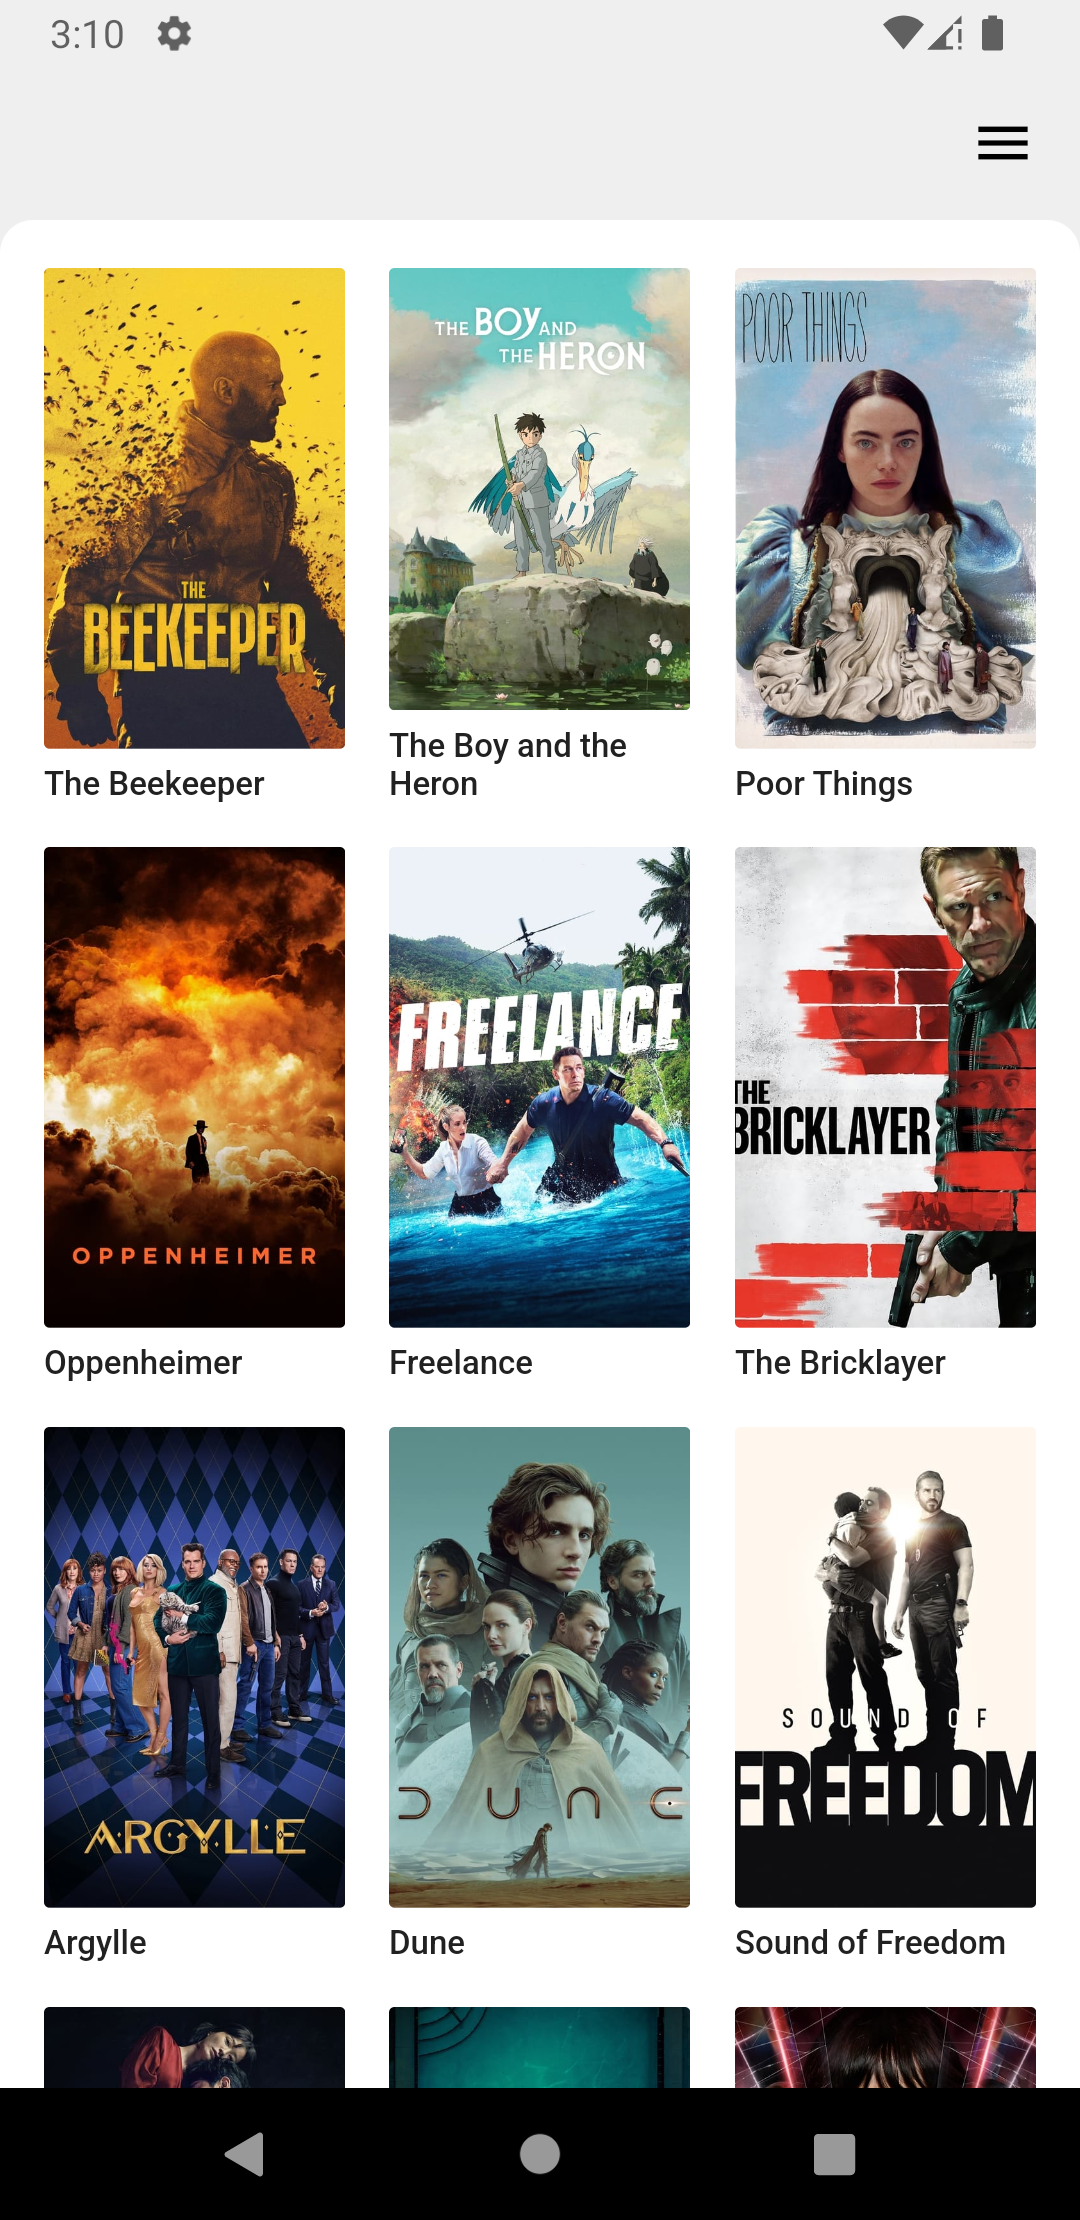 3:10
THE BOY AND
THE HERON
POOR THINGS
THE
BEEKEEPER
The Beekeeper
The Boy and the
Heron
Poor Things
OPPENHEIMER
FREELANCE
THE
BRICKLAYER
Oppenheimer
Freelance
The Bricklayer
ARGYLLE
DUNE
SOUND OF
FREEDOM
Argylle
Dune
Sound of Freedom